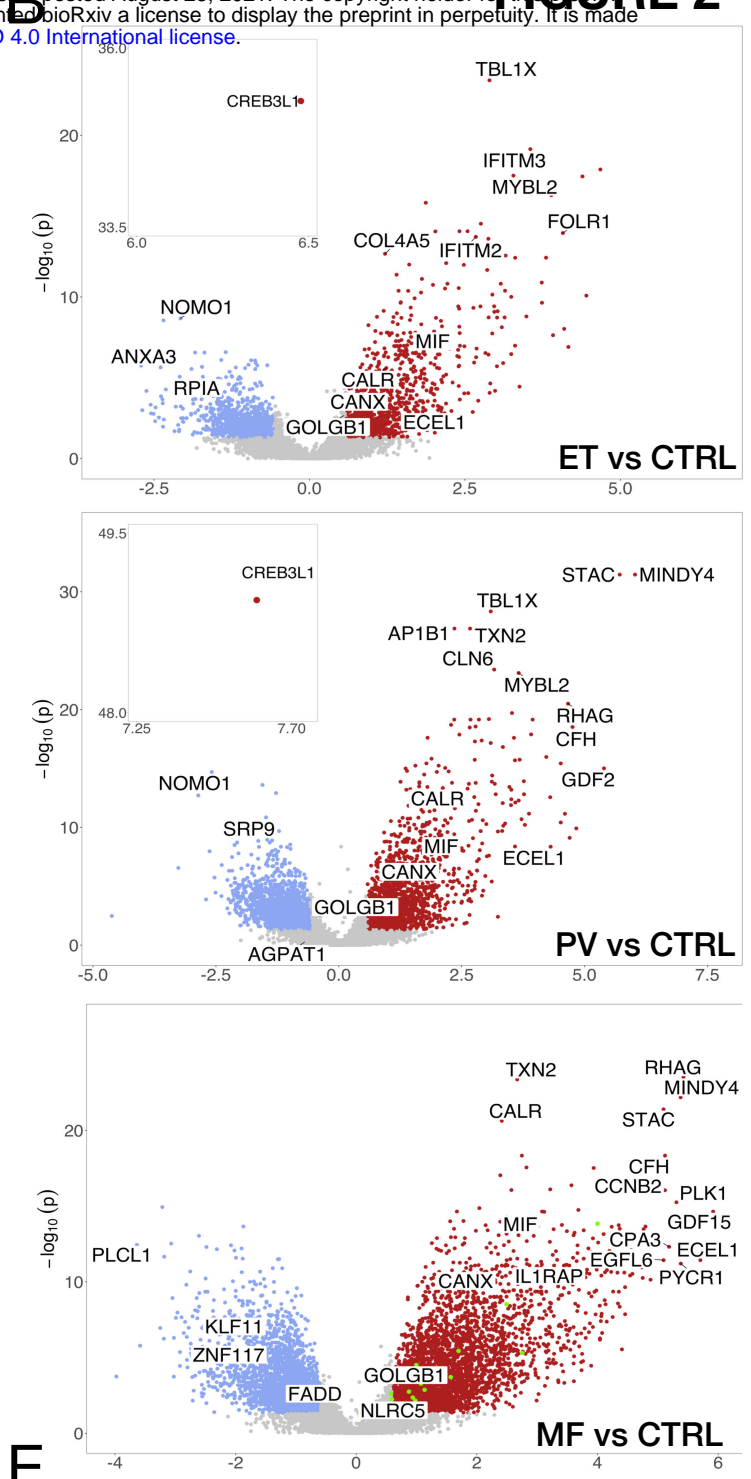 nted bioRxiv a license to display the preprint in perpetuity. It is made
4.0 International license.
36.0
CREB3L1
33.5
6.0
6.5
TBL1X
20
IFITM3
MYBL2
FOLR1
COL4A5
IFITM2
−log10 (p)
10
NOMO1
MIF
ANXA3
CALR
RPIA
CANX
GOLGB1
ECEL1
0
ET vs CTRL
-2.5
0.0
2.5
5.0
49.5
CREB3L1
48.0
7.25
7.70
30
STAC
MINDY4
TBL1X
AP1B1
TXN2
CLN6
MYBL2
20
RHAG
CFH
−log10 (p)
NOMO1
GDF2
CALR
SRP9
10
MIF
ECEL1
CANX
GOLGB1
0
AGPAT1
PV vs CTRL
-5.0
-2.5
0.0
2.5
5.0
7.5
TXN2
RHAG
MINDY4
CALR
STAC
20
CFH
CCNB2
PLK1
−log10 (p)
MIF
GDF15
CPA3
ECEL1
PLCL1
EGFL6
10
CANX
IL1RAP
PYCR1
KLF11
ZNF117
GOLGB1
FADD
NLRC5
0
MF vs CTRL
-4
-2
0
2
4
6